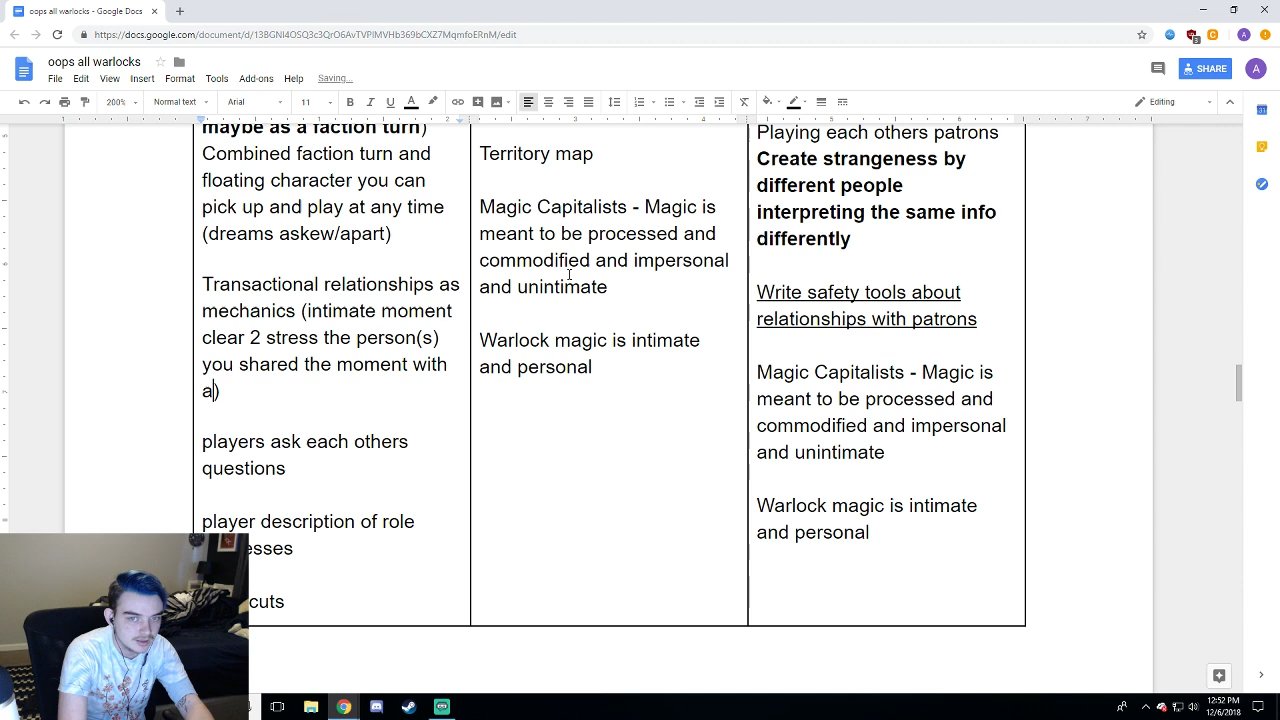 oops all warlocks - Google Docs
https://docs.google.com/document/d/13BGNI4OSQ3c3QrO6AvTVPIMVHb369bCXZ7MqmfoERnM/edit
oops all warlocks
File Edit View Insert Format Tools Add-ons Help Saving...
SHARE
A
200% Normal text Arial 11 Editing
maybe as a faction turn)
Combined faction turn and
floating character you can
pick up and play at any time
(dreams askew/apart)
Transactional relationships as
mechanics (intimate moment
clear 2 stress the person(s)
you shared the moment with
a)
players ask each others
questions
player description of role
esses
cuts
Territory map
Magic Capitalists - Magic is
meant to be processed and
commodified and impersonal
and unintimate
Warlock magic is intimate
and personal
Playing each others patrons
Create strangeness by
different people
interpreting the same info
differently
Write safety tools about
relationships with patrons
Magic Capitalists - Magic is
meant to be processed and
commodified and impersonal
and unintimate
Warlock magic is intimate
and personal
12:52 PM
12/6/2018